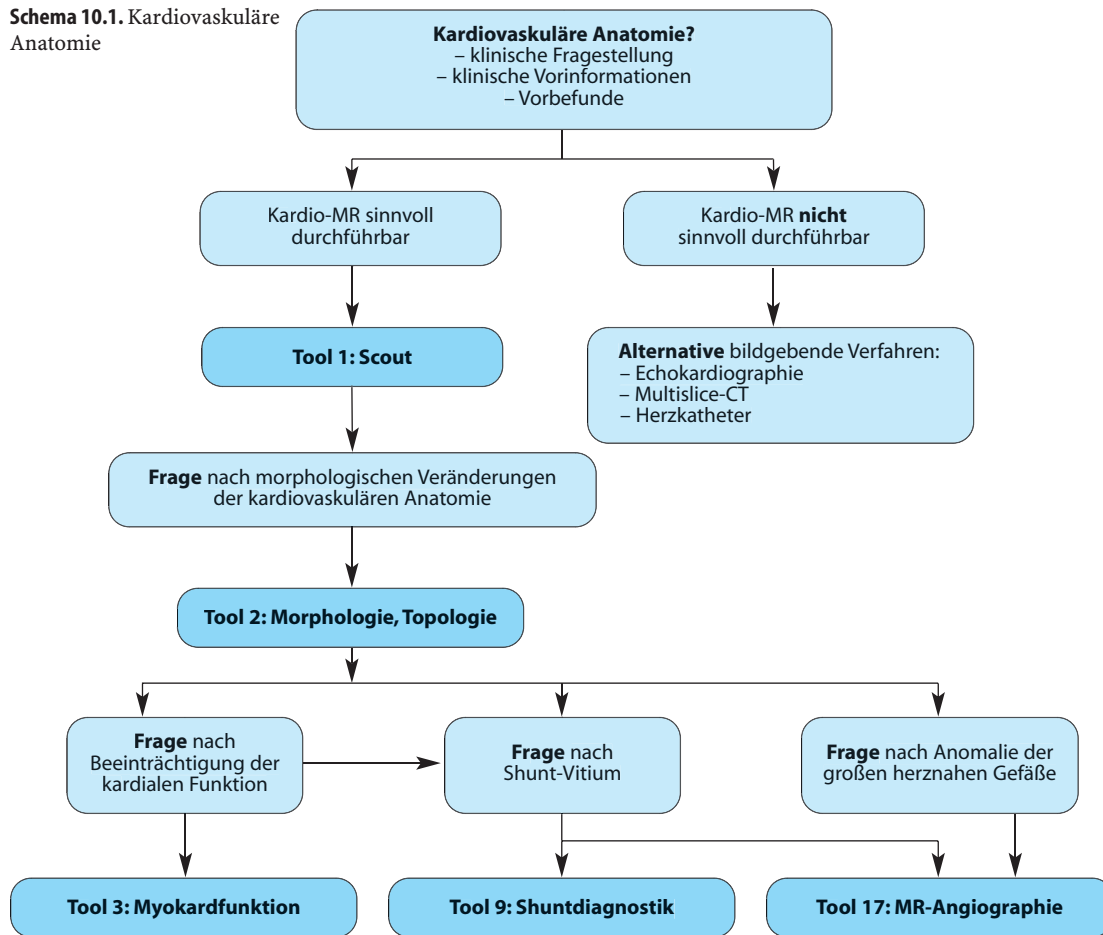 Schema 10.1. Kardiovaskuläre
Anatomie
Kardiovaskuläre Anatomie?
– klinische Fragestellung
– klinische Vorinformationen
– Vorbefunde
Kardio-MR sinnvoll
durchführbar
Kardio-MR nicht
sinnvoll durchführbar
Tool 1: Scout
Alternative bildgebende Verfahren:
– Echokardiographie
– Multislice-CT
– Herzkatheter
Frage nach morphologischen Veränderungen
der kardiovaskulären Anatomie
Tool 2: Morphologie, Topologie
Frage nach
Beeinträchtigung der
kardialen Funktion
Frage nach
Shunt-Vitium
Frage nach Anomalie der
großen herznahen Gefäße
Tool 3: Myokardfunktion
Tool 9: Shuntdiagnostik
Tool 17: MR-Angiographie